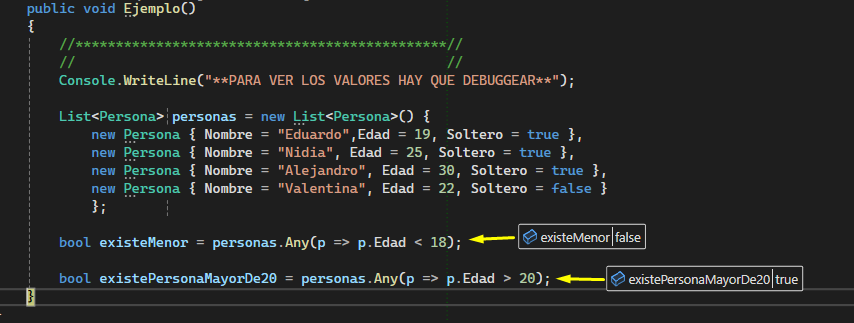 public void Ejemplo()
{
//***********************************************//
// //
Console.WriteLine("**PARA VER LOS VALORES HAY QUE DEBUGGEAR**");
List<Persona> personas = new List<Persona>() {
new Persona { Nombre = "Eduardo",Edad = 19, Soltero = true },
new Persona { Nombre = "Nidia", Edad = 25, Soltero = true },
new Persona { Nombre = "Alejandro", Edad = 30, Soltero = true },
new Persona { Nombre = "Valentina", Edad = 22, Soltero = false }
};
bool existeMenor = personas.Any(p => p.Edad < 18); existeMenor false
bool existePersonaMayorDe20 = personas.Any(p => p.Edad > 20); existePersonaMayorDe20 true
}